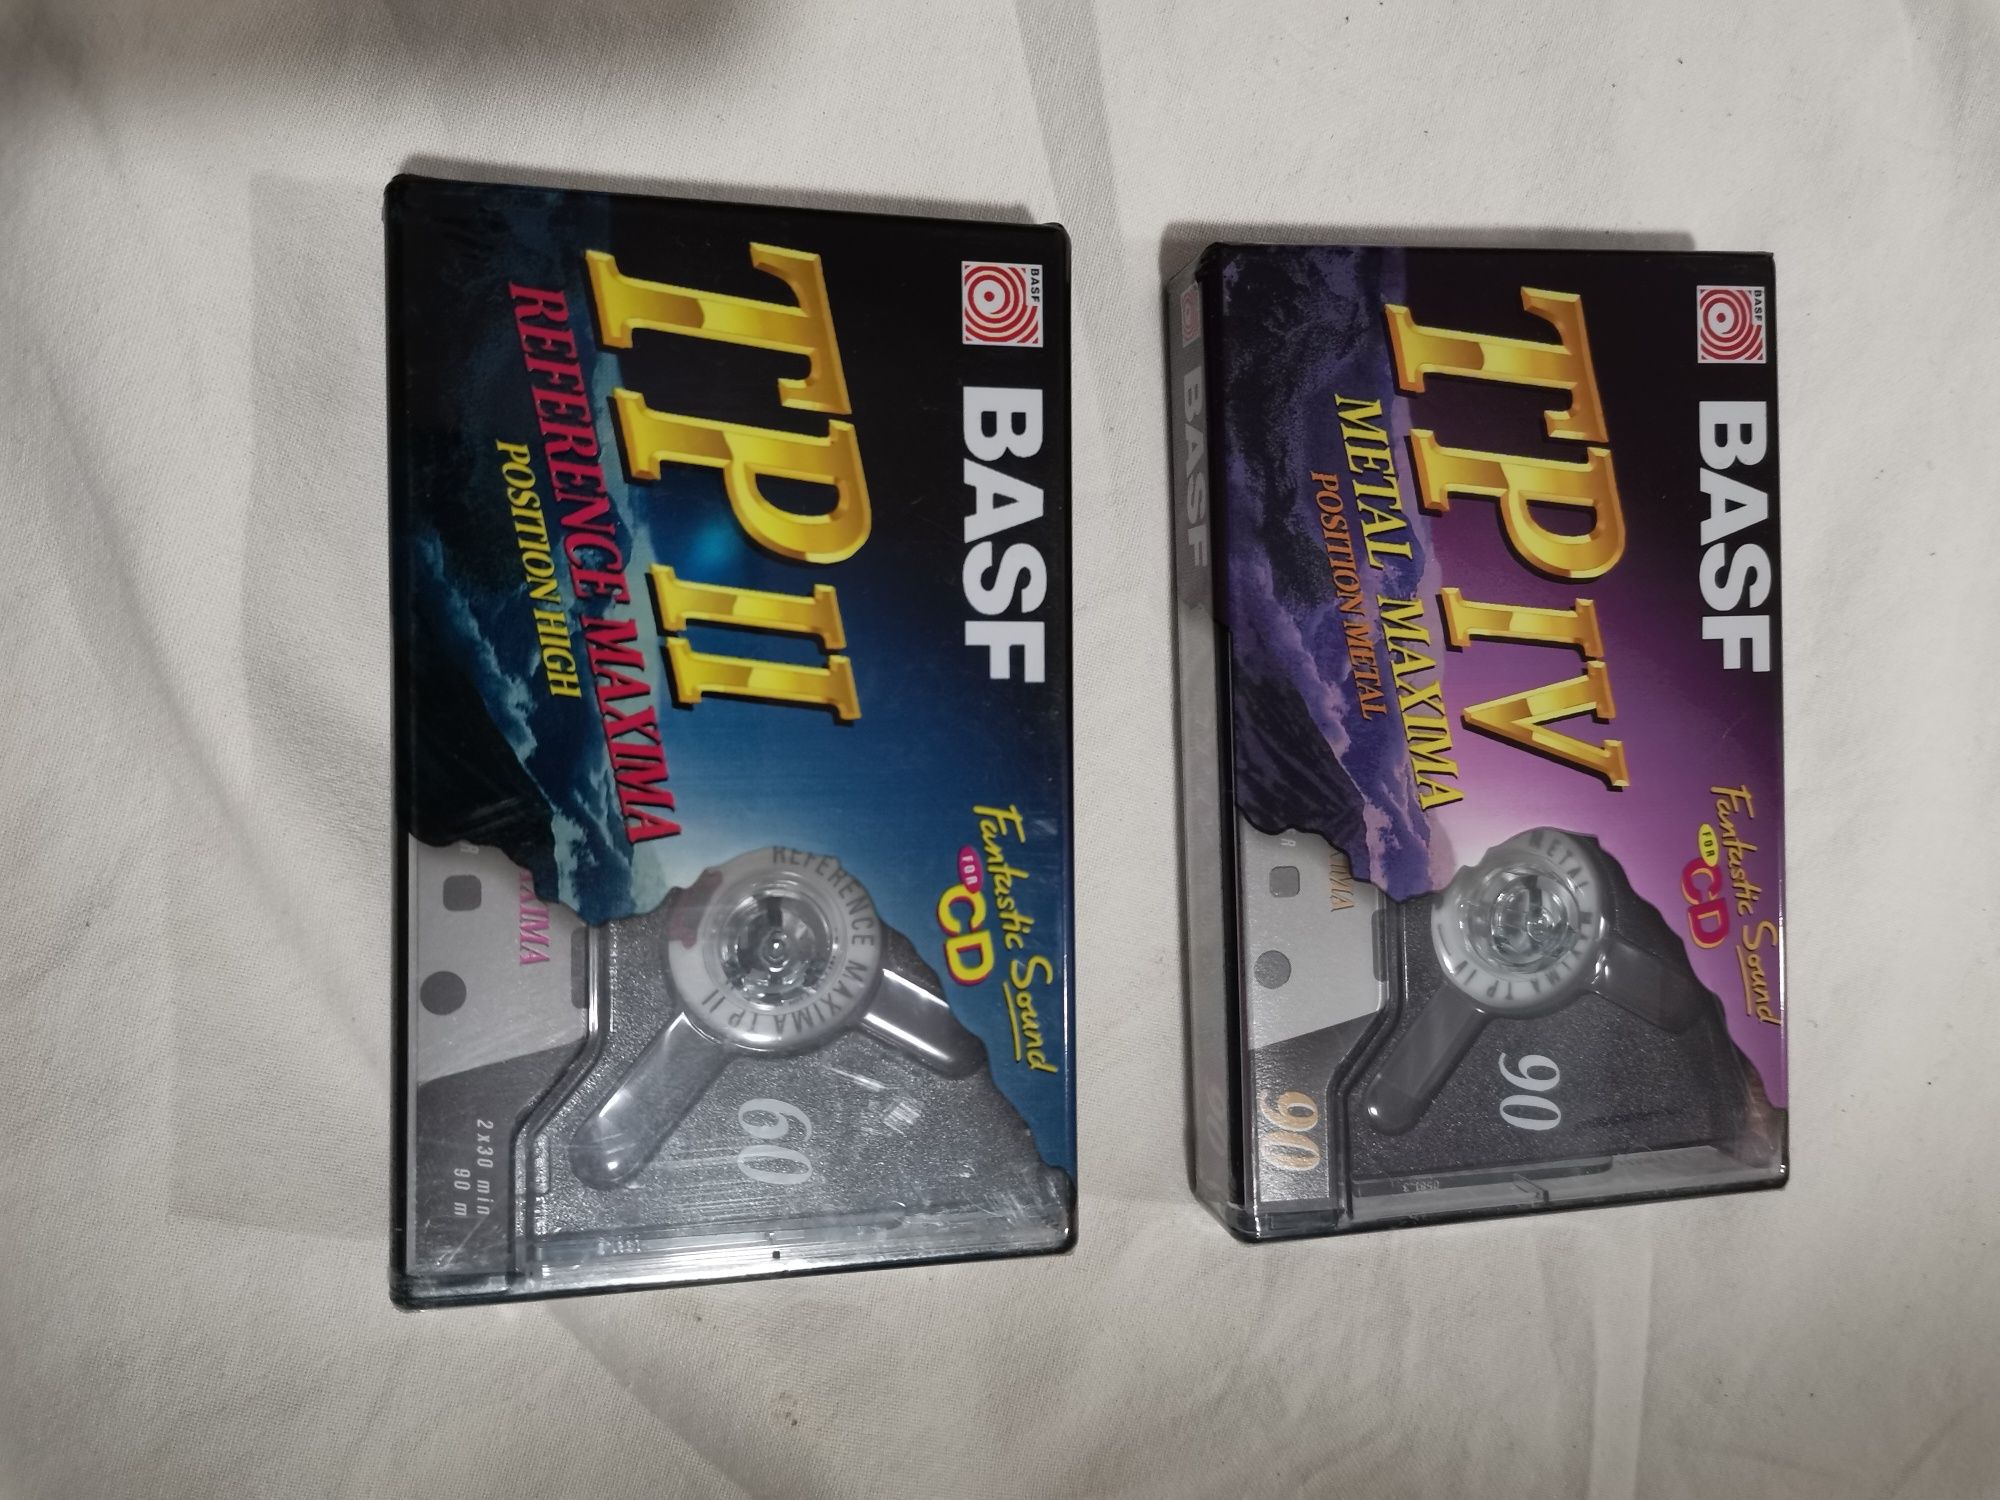 BASF
BASF
TP II
REFERENCE MAXIMA
POSITION HIGH
Fantastic Sound
FOR
CD
REFERENCE MAXIMA TP II
60
2x30 min
90 m
BASF
BASF
TP IV
METAL MAXIMA
POSITION METAL
Fantastic Sound
FOR
CD
METAL MAXIMA TP IV
90
90
BASF
90